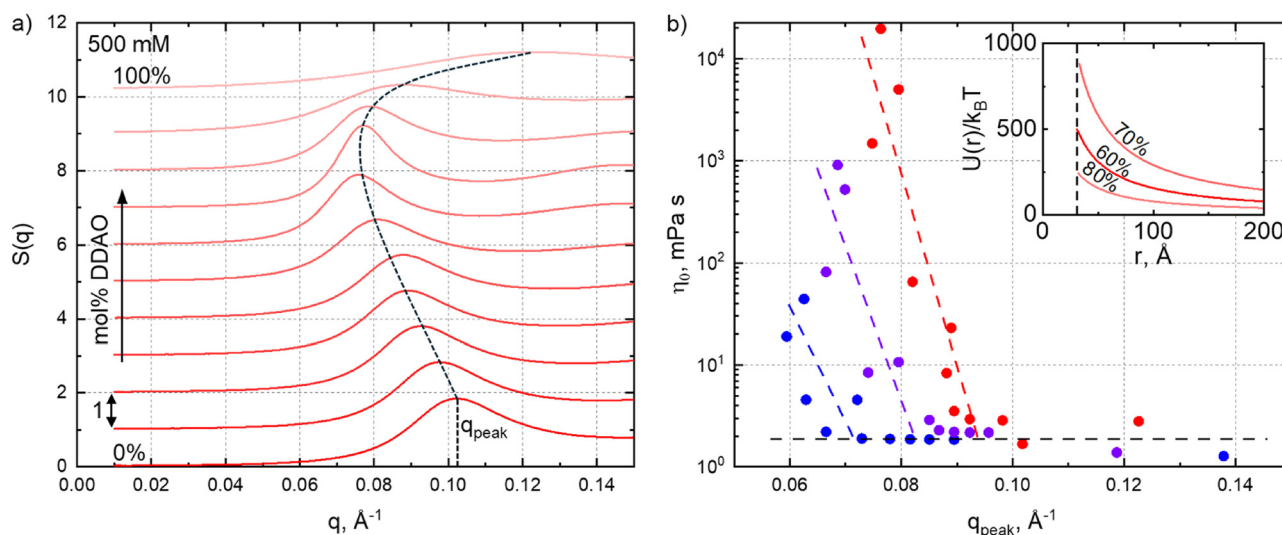 a)
12
10
8
6
4
2
0
S(q)
500 mM
100%
mol% DDAO
1
0%
q_peak
0.00 0.02 0.04 0.06 0.08 0.10 0.12 0.14
q, Å⁻¹
b)
10⁴
10³
10²
10¹
10⁰
η₀, mPa s
0.06 0.08 0.10 0.12 0.14
q_peak, Å⁻¹
1000
500
0
U(r)/k_BT
70%
60%
80%
0 100 200
r, Å